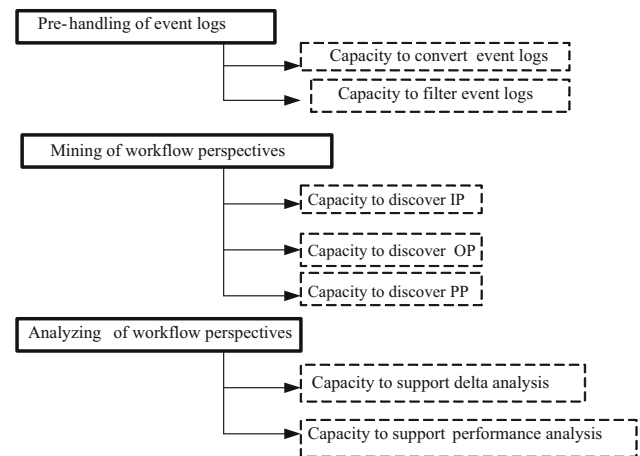 Pre-handling of event logs
Capacity to convert event logs
Capacity to filter event logs
Mining of workflow perspectives
Capacity to discover IP
Capacity to discover OP
Capacity to discover PP
Analyzing of workflow perspectives
Capacity to support delta analysis
Capacity to support performance analysis